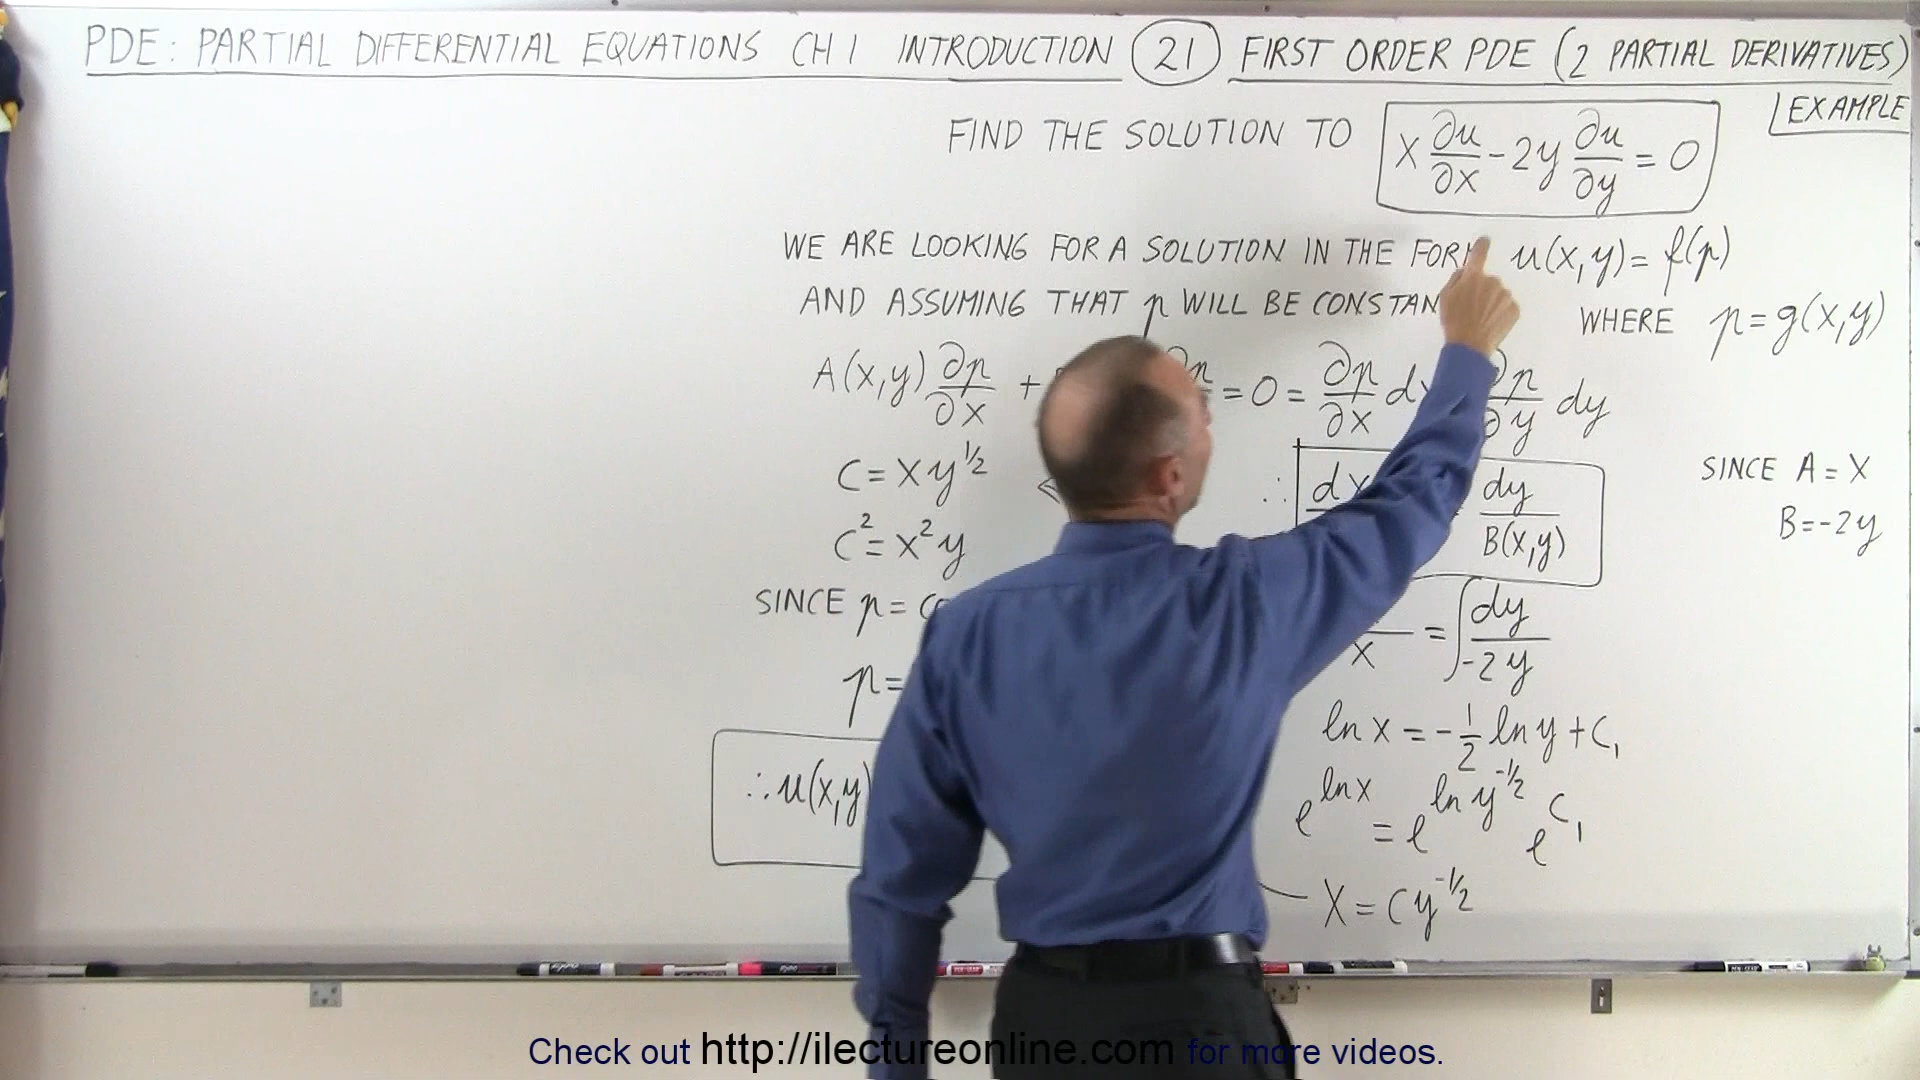 PDE: PARTIAL DIFFERENTIAL EQUATIONS CH 1 INTRODUCTION (21) FIRST ORDER PDE (2 PARTIAL DERIVATIVES)
EXAMPLE
FIND THE SOLUTION TO x ∂u/∂x - 2y ∂u/∂y = 0
WE ARE LOOKING FOR A SOLUTION IN THE FORM u(x,y) = f(p)
AND ASSUMING THAT p WILL BE CONSTAN
WHERE p = g(x,y)
A(x,y) ∂p/∂x + = 0 = ∂p/∂x d ∂p/∂y dy
C = x y^1/2
∴ dx dy/B(x,y)
SINCE A = x
B = -2y
C² = x² y
SINCE p =
x = ∫ dy/-2y
p =
ln x = -1/2 ln y + C₁
∴ u(x,y)
e^ln x = e^ln y^-1/2 e^C₁
x = C y^-1/2
Check out http://ilectureonline.com for more videos.